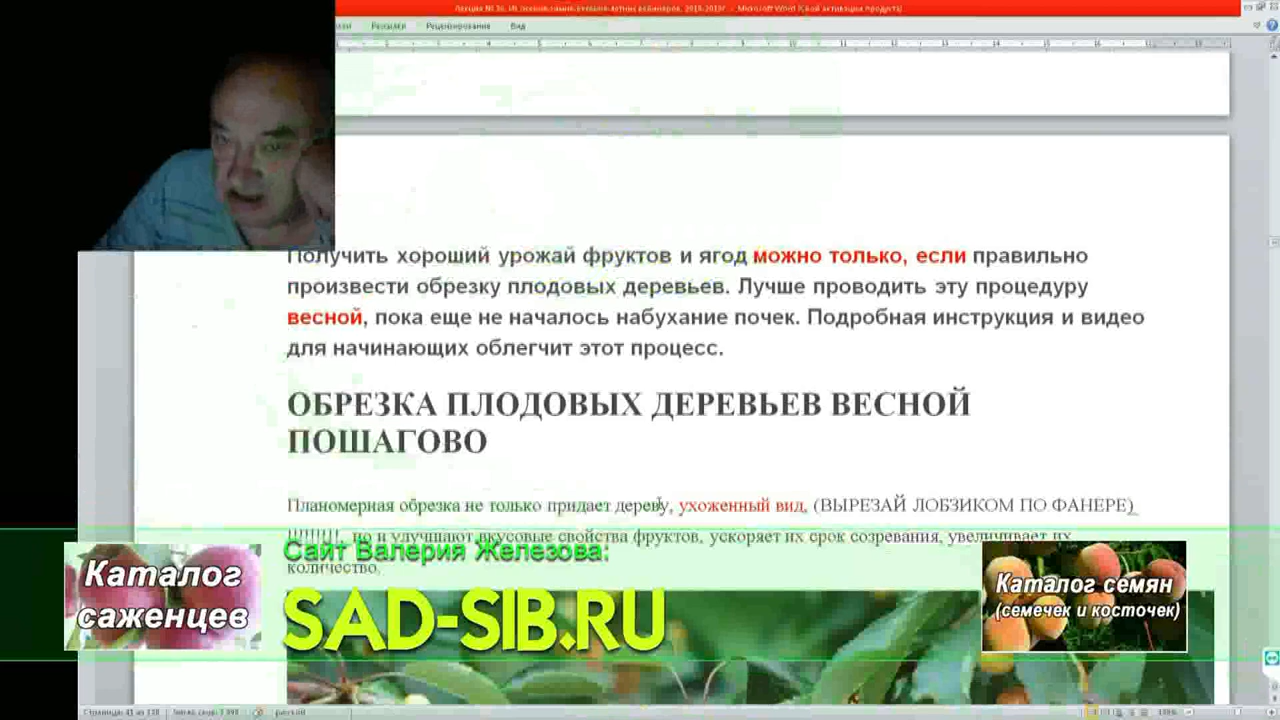 Рассылки Рецензирование Вид
Получить хороший урожай фруктов и ягод можно только, если правильно
произвести обрезку плодовых деревьев. Лучше проводить эту процедуру
весной, пока еще не началось набухание почек. Подробная инструкция и видео
для начинающих облегчит этот процесс.
ОБРЕЗКА ПЛОДОВЫХ ДЕРЕВЬЕВ ВЕСНОЙ
ПОШАГОВО
Планомерная обрезка не только придает дереву, ухоженный вид, (ВЫРЕЗАЙ ЛОБЗИКОМ ПО ФАНЕРЕ)
но и улучшают вкусовые свойства фруктов, ускоряет их срок созревания, увеличивает их
количество.
Сайт Валерия Железова:
SAD-SIB.RU
Каталог
саженцев
Каталог семян
(семечек и косточек)